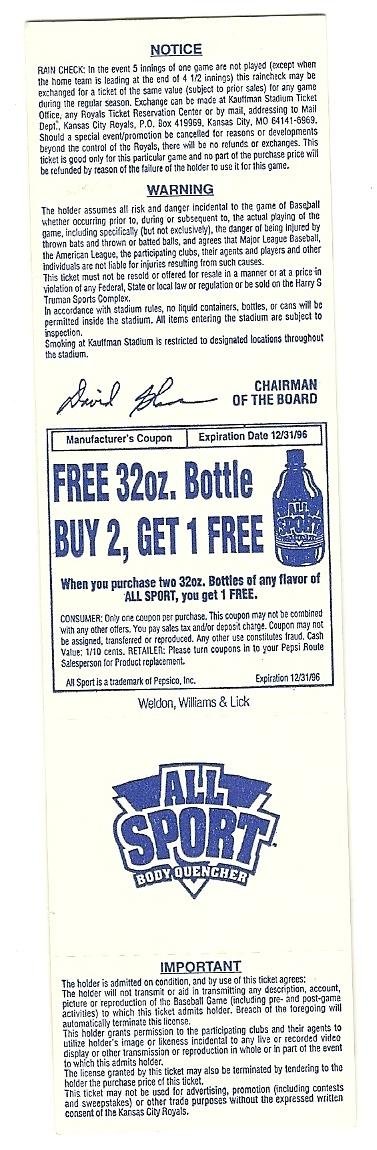 NOTICE
RAIN CHECK: In the event 5 innings of one game are not played (except when
the home team is leading at the end of 4 1/2 innings) this raincheck may be
exchanged for a ticket of the same value (subject to prior sales) for any game
during the regular season. Exchange can be made at Kauffman Stadium Ticket
Office, any Royals Ticket Reservation Center or by mail, addressing to Mail
Dept., Kansas City Royals, P.O. Box 419969, Kansas City, MO 64141-6969.
Should a special event/promotion be cancelled for reasons or developments
beyond the control of the Royals, there will be no refunds or exchanges. This
ticket is good only for this particular game and no part of the purchase price will
be refunded by reason of the failure of the holder to use it for this game.
WARNING
The holder assumes all risk and danger incidental to the game of Baseball
whether occurring prior to, during or subsequent to, the actual playing of the
game, including specifically (but not exclusively), the danger of being injured by
thrown bats and thrown or batted balls, and agrees that Major League Baseball,
the American League, the participating clubs, their agents and players and other
individuals are not liable for injuries resulting from such causes.
This ticket must not be resold or offered for resale in a manner or at a price in
violation of any Federal, State or local law or regulation or be sold on the Harry S
Truman Sports Complex.
In accordance with stadium rules, no liquid containers, bottles, or cans will be
permitted inside the stadium. All items entering the stadium are subject to
inspection.
Smoking at Kauffman Stadium is restricted to designated locations throughout
the stadium.
David
CHAIRMAN
OF THE BOARD
Manufacturer's Coupon Expiration Date 12/31/96
FREE 32oz. Bottle
BUY 2, GET 1 FREE
ALL
SPORT
When you purchase two 32oz. Bottles of any flavor of
ALL SPORT, you get 1 FREE.
CONSUMER: Only one coupon per purchase. This coupon may not be combined
with any other offers. You pay sales tax and/or deposit charge. Coupon may not
be assigned, transferred or reproduced. Any other use constitutes fraud. Cash
Value: 1/10 cents. RETAILER: Please turn coupons in to your Pepsi Route
Salesperson for Product replacement.
All Sport is a trademark of Pepsico, Inc. Expiration 12/31/96
Weldon, Williams & Lick
ALL
SPORT
BODY QUENCHER
IMPORTANT
The holder is admitted on condition, and by use of this ticket agrees:
The holder will not transmit or aid in transmitting any description, account,
picture or reproduction of the Baseball Game (including pre- and post-game
activities) to which this ticket admits holder. Breach of the foregoing will
automatically terminate this license.
This holder grants permission to the participating clubs and their agents to
utilize holder's image or likeness incidental to any live or recorded video
display or other transmission or reproduction in whole or in part of the event
to which this admits holder.
The license granted by this ticket may also be terminated by tendering to the
holder the purchase price of this ticket.
This ticket may not be used for advertising, promotion (including contests
and sweepstakes) or other trade purposes without the expressed written
consent of the Kansas City Royals.